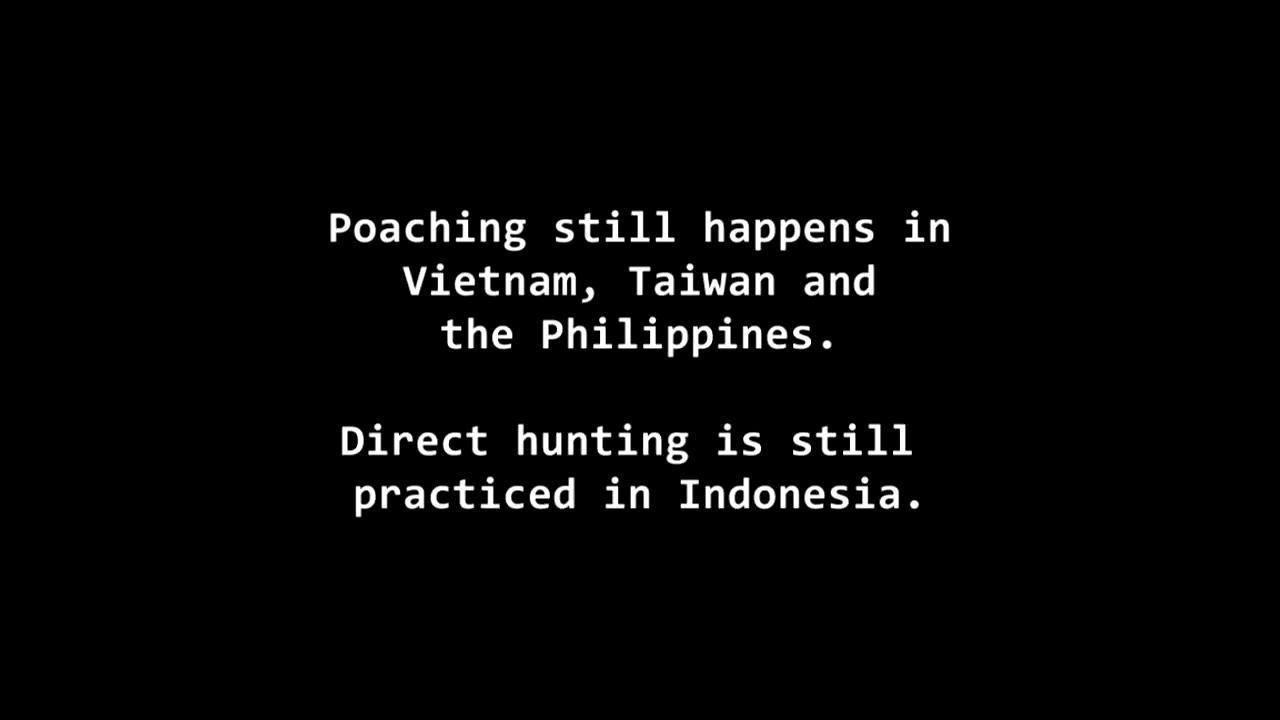 Poaching still happens in
Vietnam, Taiwan and
the Philippines.
Direct hunting is still
practiced in Indonesia.